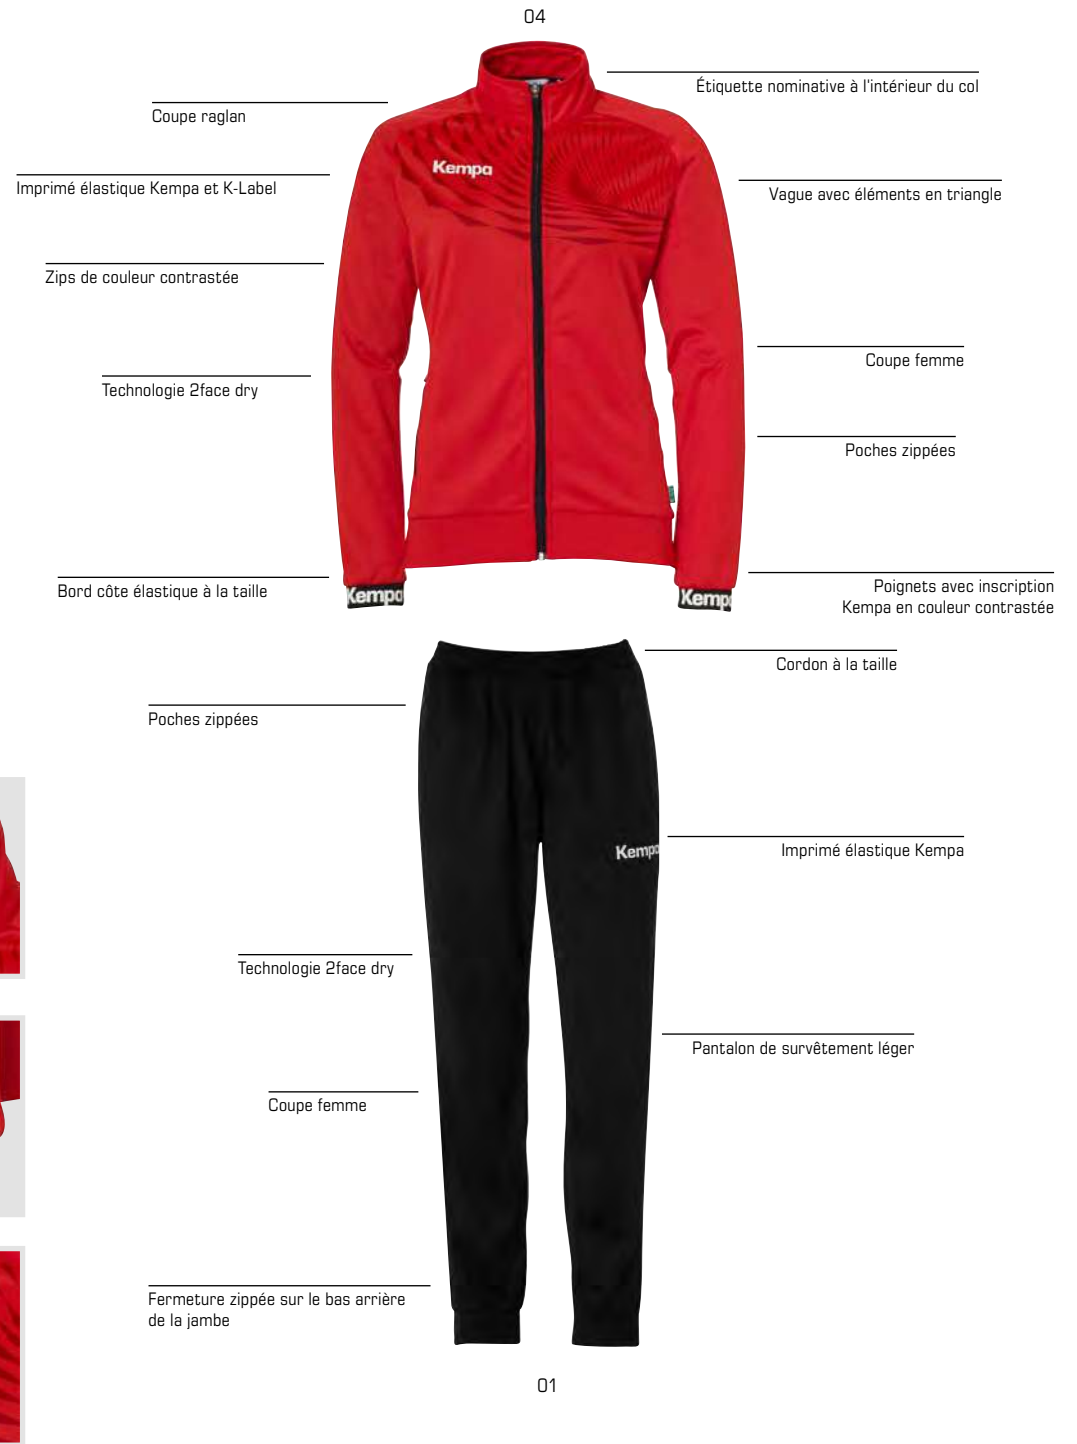 04
Étiquette nominative à l'intérieur du col
Coupe raglan
Kempa
Imprimé élastique Kempa et K-Label
Vague avec éléments en triangle
Zips de couleur contrastée
Coupe femme
Technologie 2face dry
Poches zippées
Bord côte élastique à la taille
Kempa
Kempa
Poignets avec inscription
Kempa en couleur contrastée
Cordon à la taille
Poches zippées
Kempa
Imprimé élastique Kempa
Technologie 2face dry
Pantalon de survêtement léger
Coupe femme
Fermeture zippée sur le bas arrière
de la jambe
01